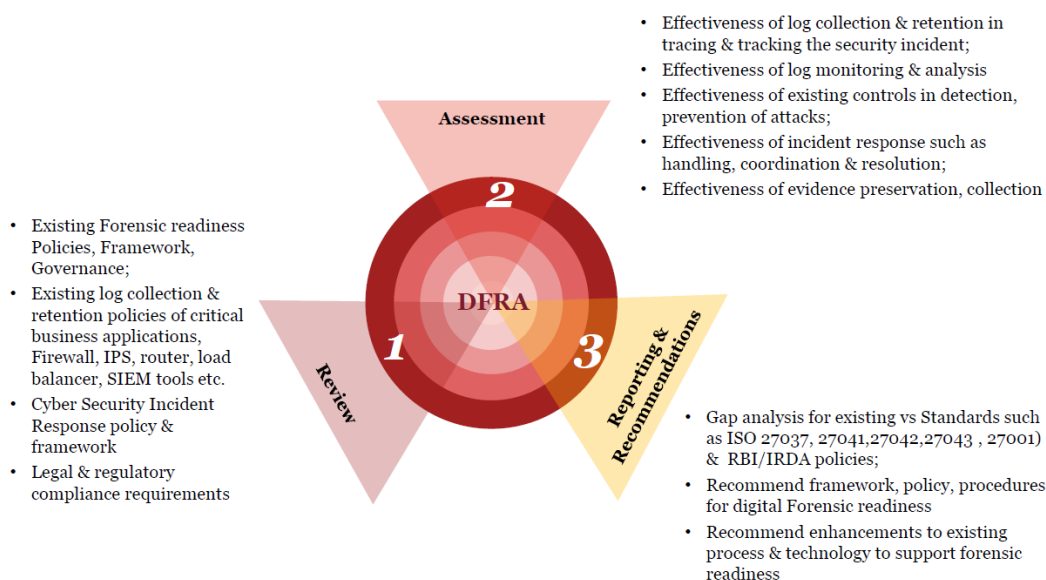 Assessment
2
• Effectiveness of log collection & retention in
tracing & tracking the security incident;
• Effectiveness of log monitoring & analysis
• Effectiveness of existing controls in detection,
prevention of attacks;
• Effectiveness of incident response such as
handling, coordination & resolution;
• Effectiveness of evidence preservation, collection
DFRA
1
Review
• Existing Forensic readiness
Policies, Framework,
Governance;
• Existing log collection &
retention policies of critical
business applications,
Firewall, IPS, router, load
balancer, SIEM tools etc.
• Cyber Security Incident
Response policy &
framework
• Legal & regulatory
compliance requirements
3
Reporting &
Recommendations
• Gap analysis for existing vs Standards such
as ISO 27037, 27041,27042,27043 , 27001)
& RBI/IRDA policies;
• Recommend framework, policy, procedures
for digital Forensic readiness
• Recommend enhancements to existing
process & technology to support forensic
readiness